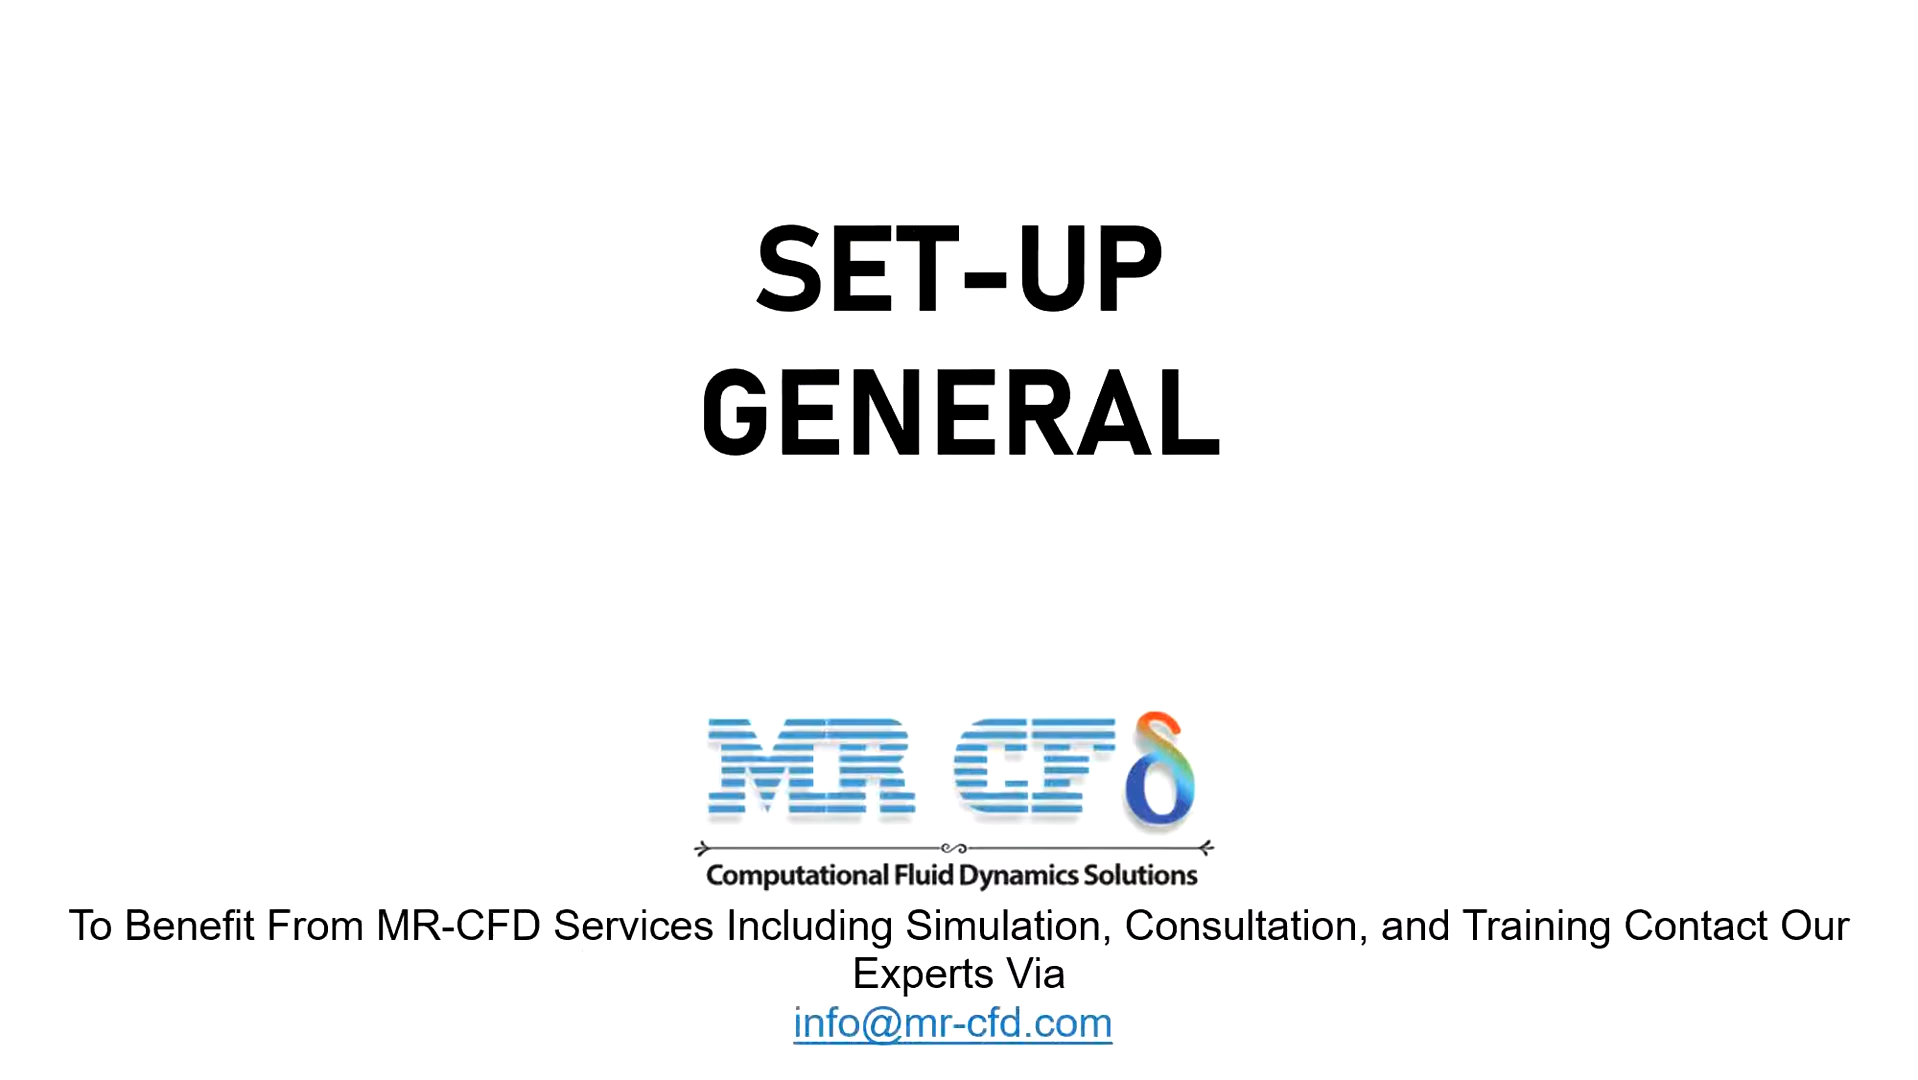 SET-UP
GENERAL
MR CFδ
Computational Fluid Dynamics Solutions
To Benefit From MR-CFD Services Including Simulation, Consultation, and Training Contact Our
Experts Via
info@mr-cfd.com